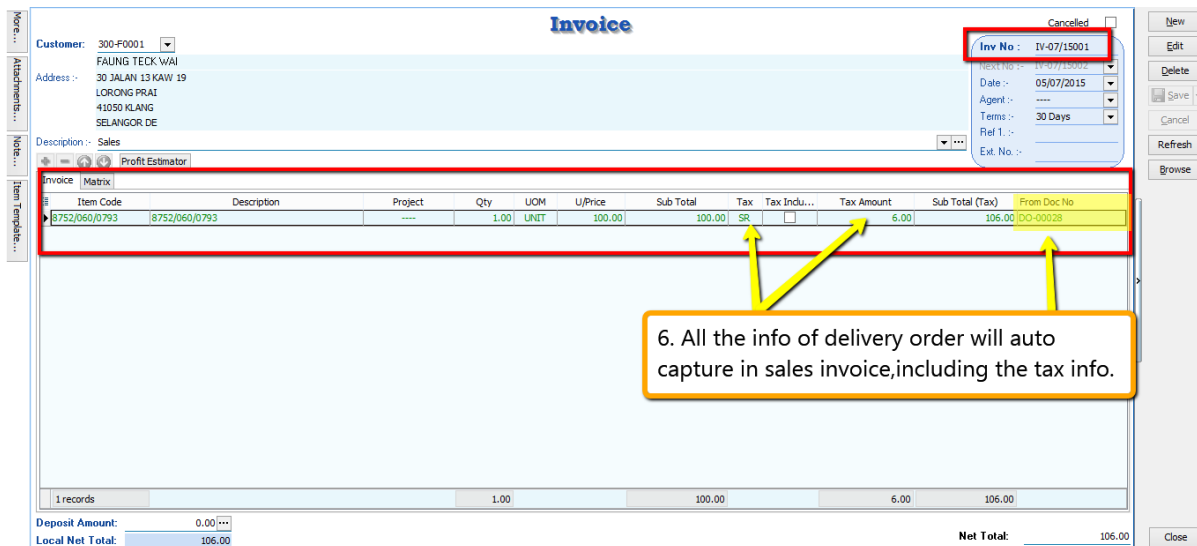 More...
Attachments...
Note...
Item Template...
Invoice
Cancelled
Customer: 300-F0001
FAUNG TECK WAI
Address :- 30 JALAN 13 KAW 19
LORONG PRAI
41050 KLANG
SELANGOR DE
Inv No : IV-07/15001
Next No :- IV-07/15002
Date :- 05/07/2015
Agent :- ----
Terms :- 30 Days
Ref 1. :-
Ext. No. :-
Description :- Sales
Profit Estimator
Invoice Matrix
Item Code Description Project Qty UOM U/Price Sub Total Tax Tax Indu... Tax Amount Sub Total (Tax) From Doc No
8752/060/0793 8752/060/0793 ---- 1.00 UNIT 100.00 100.00 SR 6.00 106.00 DO-00028
6. All the info of delivery order will auto
capture in sales invoice,including the tax info.
1 records 1.00 100.00 6.00 106.00
Deposit Amount: 0.00
Local Net Total: 106.00
Net Total: 106.00
New
Edit
Delete
Save
Cancel
Refresh
Browse
Close